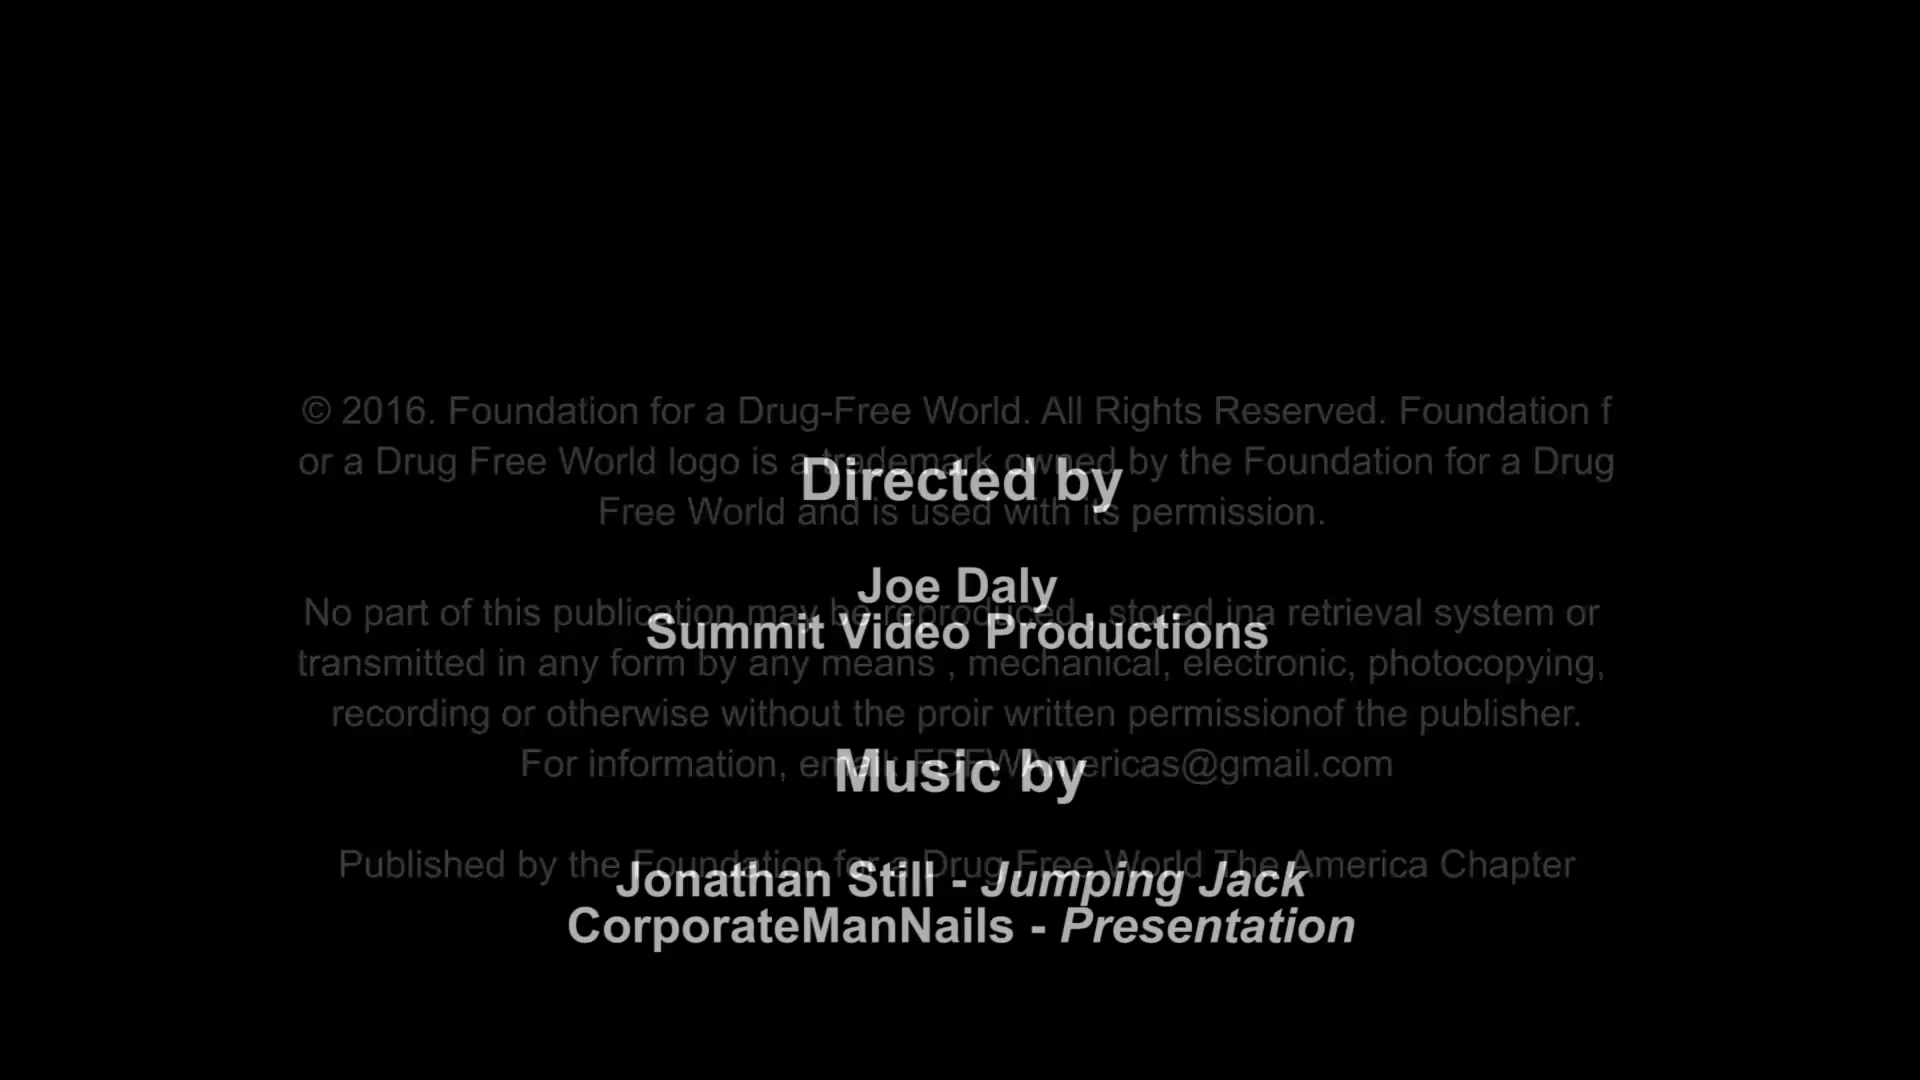 © 2016. Foundation for a Drug-Free World. All Rights Reserved. Foundation f
or a Drug Free World logo is a trademark owned by the Foundation for a Drug
Directed by
Free World and is used with its permission.
Joe Daly
No part of this publication may be reproduced , stored ina retrieval system or
Summit Video Productions
transmitted in any form by any means , mechanical, electronic, photocopying,
recording or otherwise without the proir written permissionof the publisher.
For information, email: FDFWAmericas@gmail.com
Music by
Published by the Foundation for a Drug Free World The America Chapter
Jonathan Still - Jumping Jack
CorporateManNails - Presentation